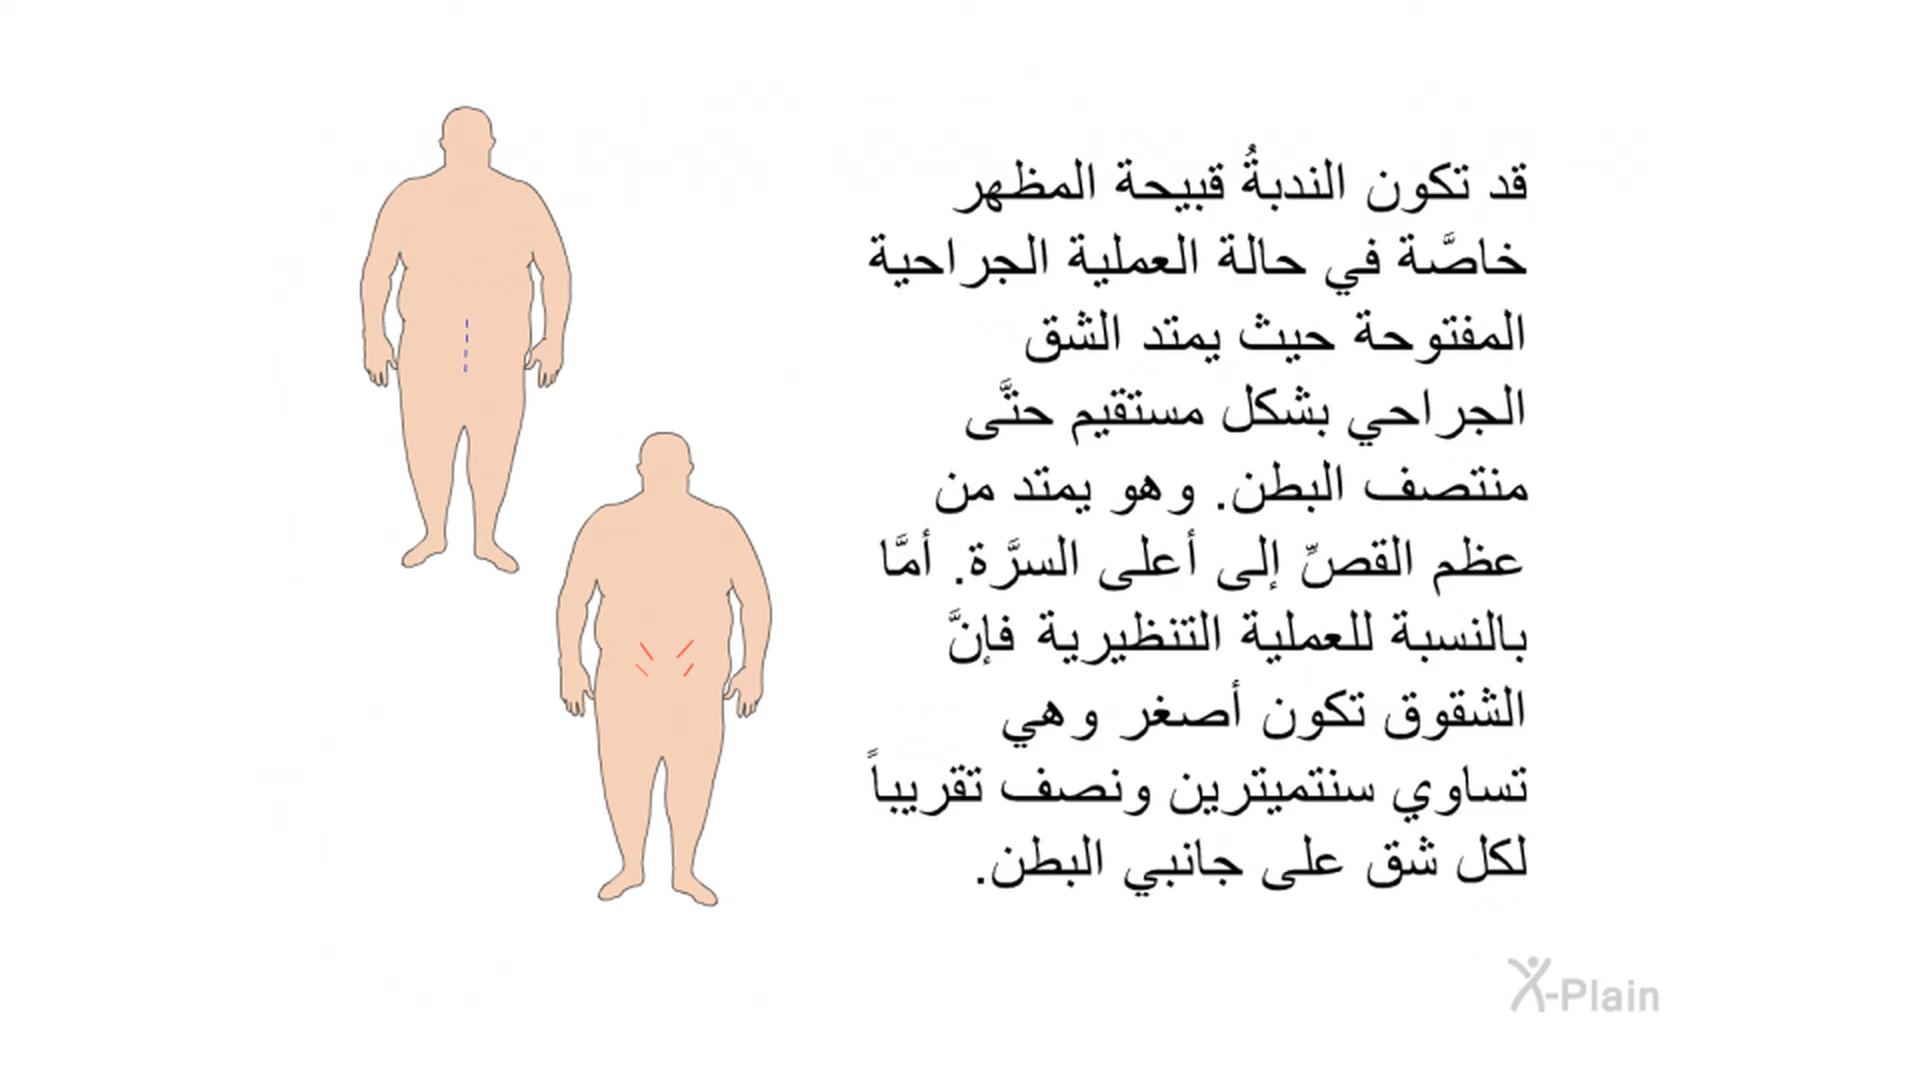 قد تكون الندبةُ قبيحة المظهر
خاصَّة في حالة العملية الجراحية
المفتوحة حيث يمتد الشق
الجراحي بشكل مستقيم حتَّى
منتصف البطن. وهو يمتد من
عظم القصِّ إلى أعلى السرَّة. أمَّا
بالنسبة للعملية التنظيرية فإنَّ
الشقوق تكون أصغر وهي
تساوي سنتميترين ونصف تقريباً
لكل شق على جانبي البطن.
X-Plain